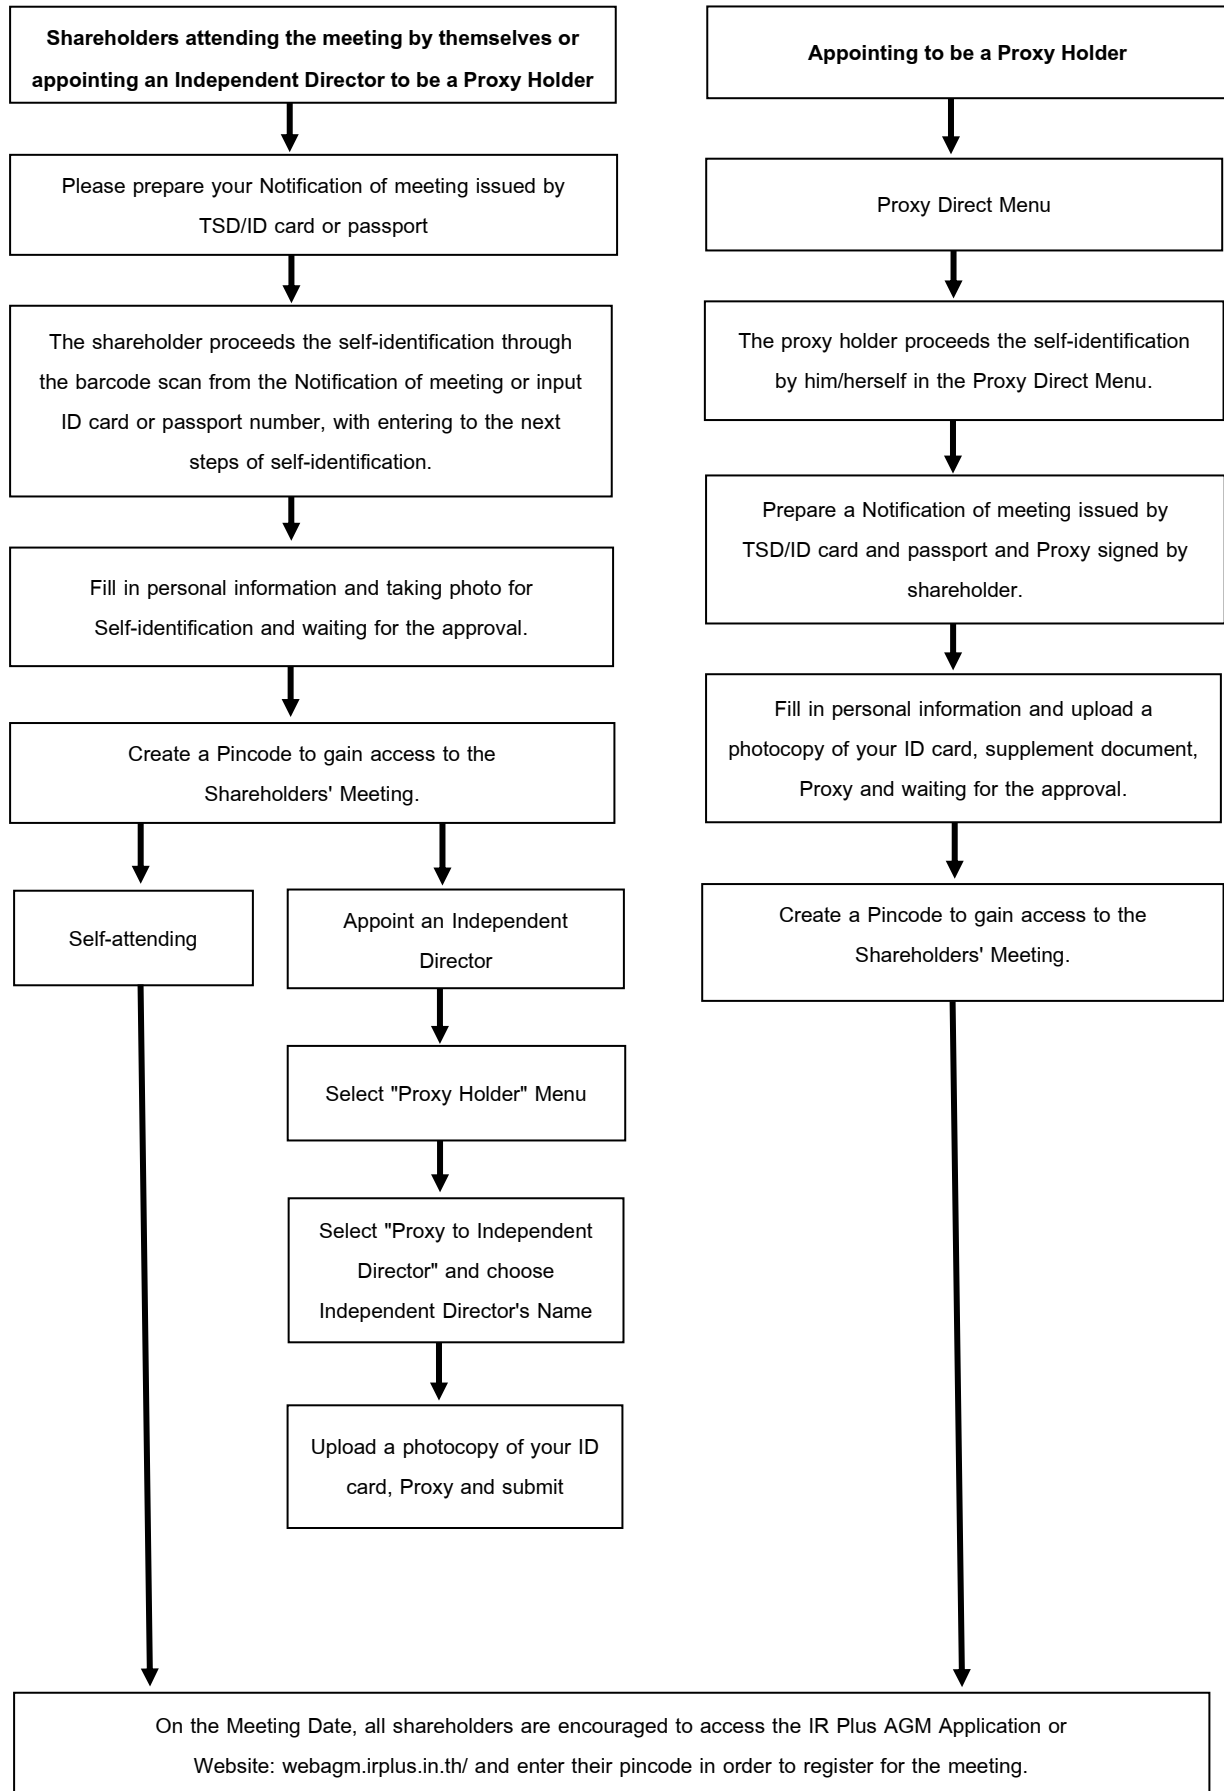 Shareholders attending the meeting by themselves or
appointing an Independent Director to be a Proxy Holder
Please prepare your Notification of meeting issued by
TSD/ID card or passport
The shareholder proceeds the self-identification through
the barcode scan from the Notification of meeting or input
ID card or passport number, with entering to the next
steps of self-identification.
Fill in personal information and taking photo for
Self-identification and waiting for the approval.
Create a Pincode to gain access to the
Shareholders' Meeting.
Self-attending
Appoint an Independent
Director
Select "Proxy Holder" Menu
Select "Proxy to Independent
Director" and choose
Independent Director's Name
Upload a photocopy of your ID
card, Proxy and submit
Appointing to be a Proxy Holder
Proxy Direct Menu
The proxy holder proceeds the self-identification
by him/herself in the Proxy Direct Menu.
Prepare a Notification of meeting issued by
TSD/ID card and passport and Proxy signed by
shareholder.
Fill in personal information and upload a
photocopy of your ID card, supplement document,
Proxy and waiting for the approval.
Create a Pincode to gain access to the
Shareholders' Meeting.
On the Meeting Date, all shareholders are encouraged to access the IR Plus AGM Application or
Website: webagm.irplus.in.th/ and enter their pincode in order to register for the meeting.